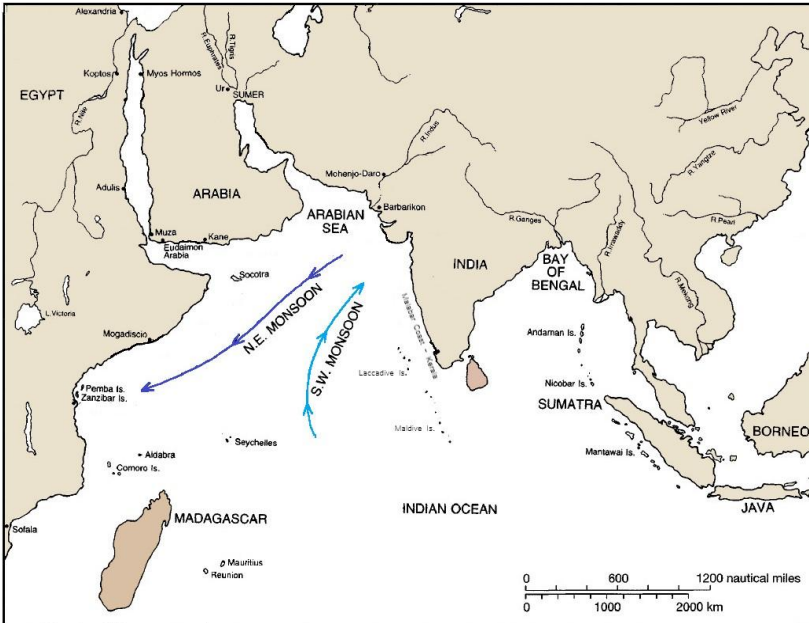 Alexandria
Koptos
Myos Hormos
EGYPT
R.Nile
R.Euphrates
R.Tigris
Ur
SUMER
Adulis
ARABIA
Muza
Eudaimon
Arabia
Kane
Socotra
ARABIAN
SEA
Mohenjo-Daro
Barbarikon
R.Indus
R.Ganges
INDIA
BAY
OF
BENGAL
R.Irrawaddy
R.Mekong
Yellow River
R.Yangtze
R.Pearl
L.Victoria
Mogadiscio
N.E. MONSOON
S.W. MONSOON
Malabar Coast - Kerala
Laccadive Is.
Maldive Is.
Andaman Is.
Nicobar Is.
SUMATRA
BORNEO
Mantawai Is.
JAVA
Pemba Is.
Zanzibar Is.
Seychelles
Aldabra
Comoro Is.
MADAGASCAR
INDIAN OCEAN
Sofala
Mauritius
Reunion
0 600 1200 nautical miles
0 1000 2000 km